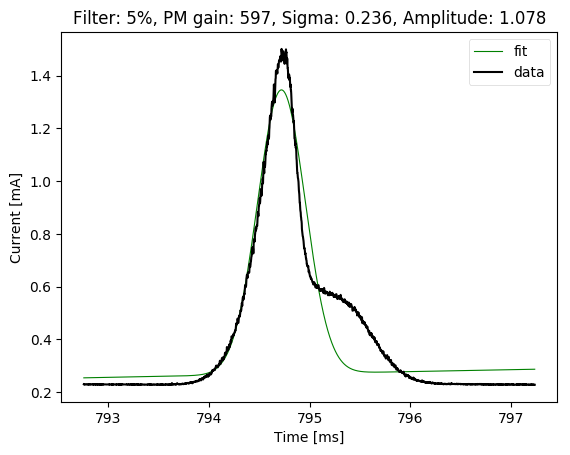 Filter: 5%, PM gain: 597, Sigma: 0.236, Amplitude: 1.078
fit
data
Current [mA]
1.4
1.2
1.0
0.8
0.6
0.4
0.2
793 794 795 796 797
Time [ms]